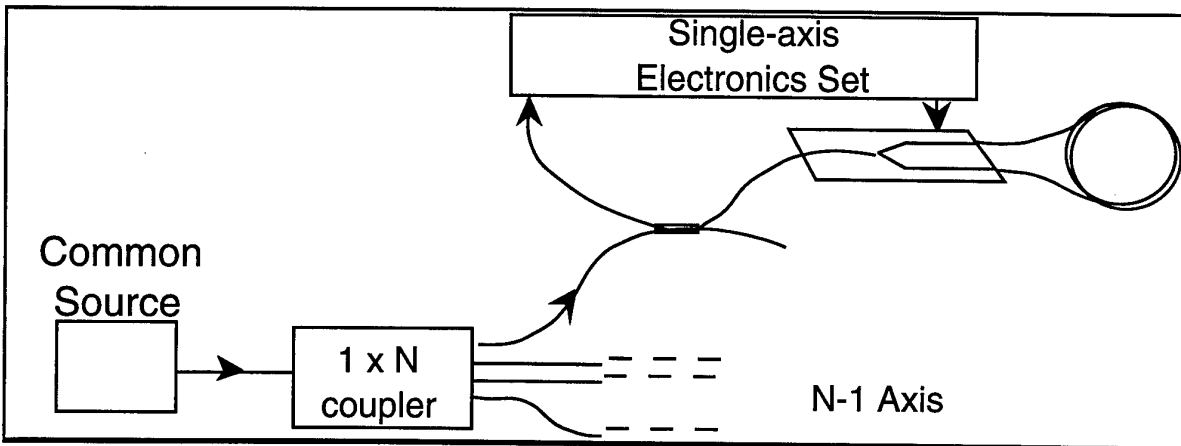 Single-axis
Electronics Set
Common
Source
1 x N
coupler
N-1 Axis